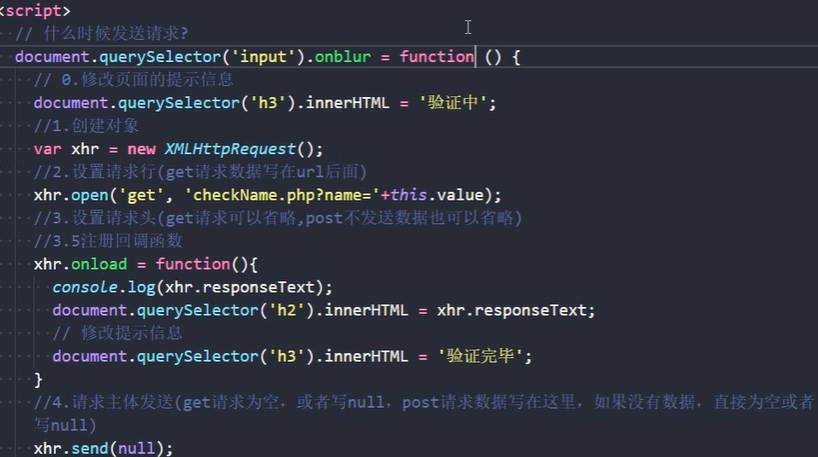 <script>
// 什么时候发送请求?
document.querySelector('input').onblur = function () {
// 0.修改页面的提示信息
document.querySelector('h3').innerHTML = '验证中';
//1.创建对象
var xhr = new XMLHttpRequest();
//2.设置请求行(get请求数据写在url后面)
xhr.open('get', 'checkName.php?name='+this.value);
//3.设置请求头(get请求可以省略,post不发送数据也可以省略)
//3.5注册回调函数
xhr.onload = function(){
console.log(xhr.responseText);
document.querySelector('h2').innerHTML = xhr.responseText;
// 修改提示信息
document.querySelector('h3').innerHTML = '验证完毕';
}
//4.请求主体发送(get请求为空，或者写null，post请求数据写在这里，如果没有数据，直接为空或者
写null)
xhr.send(null);